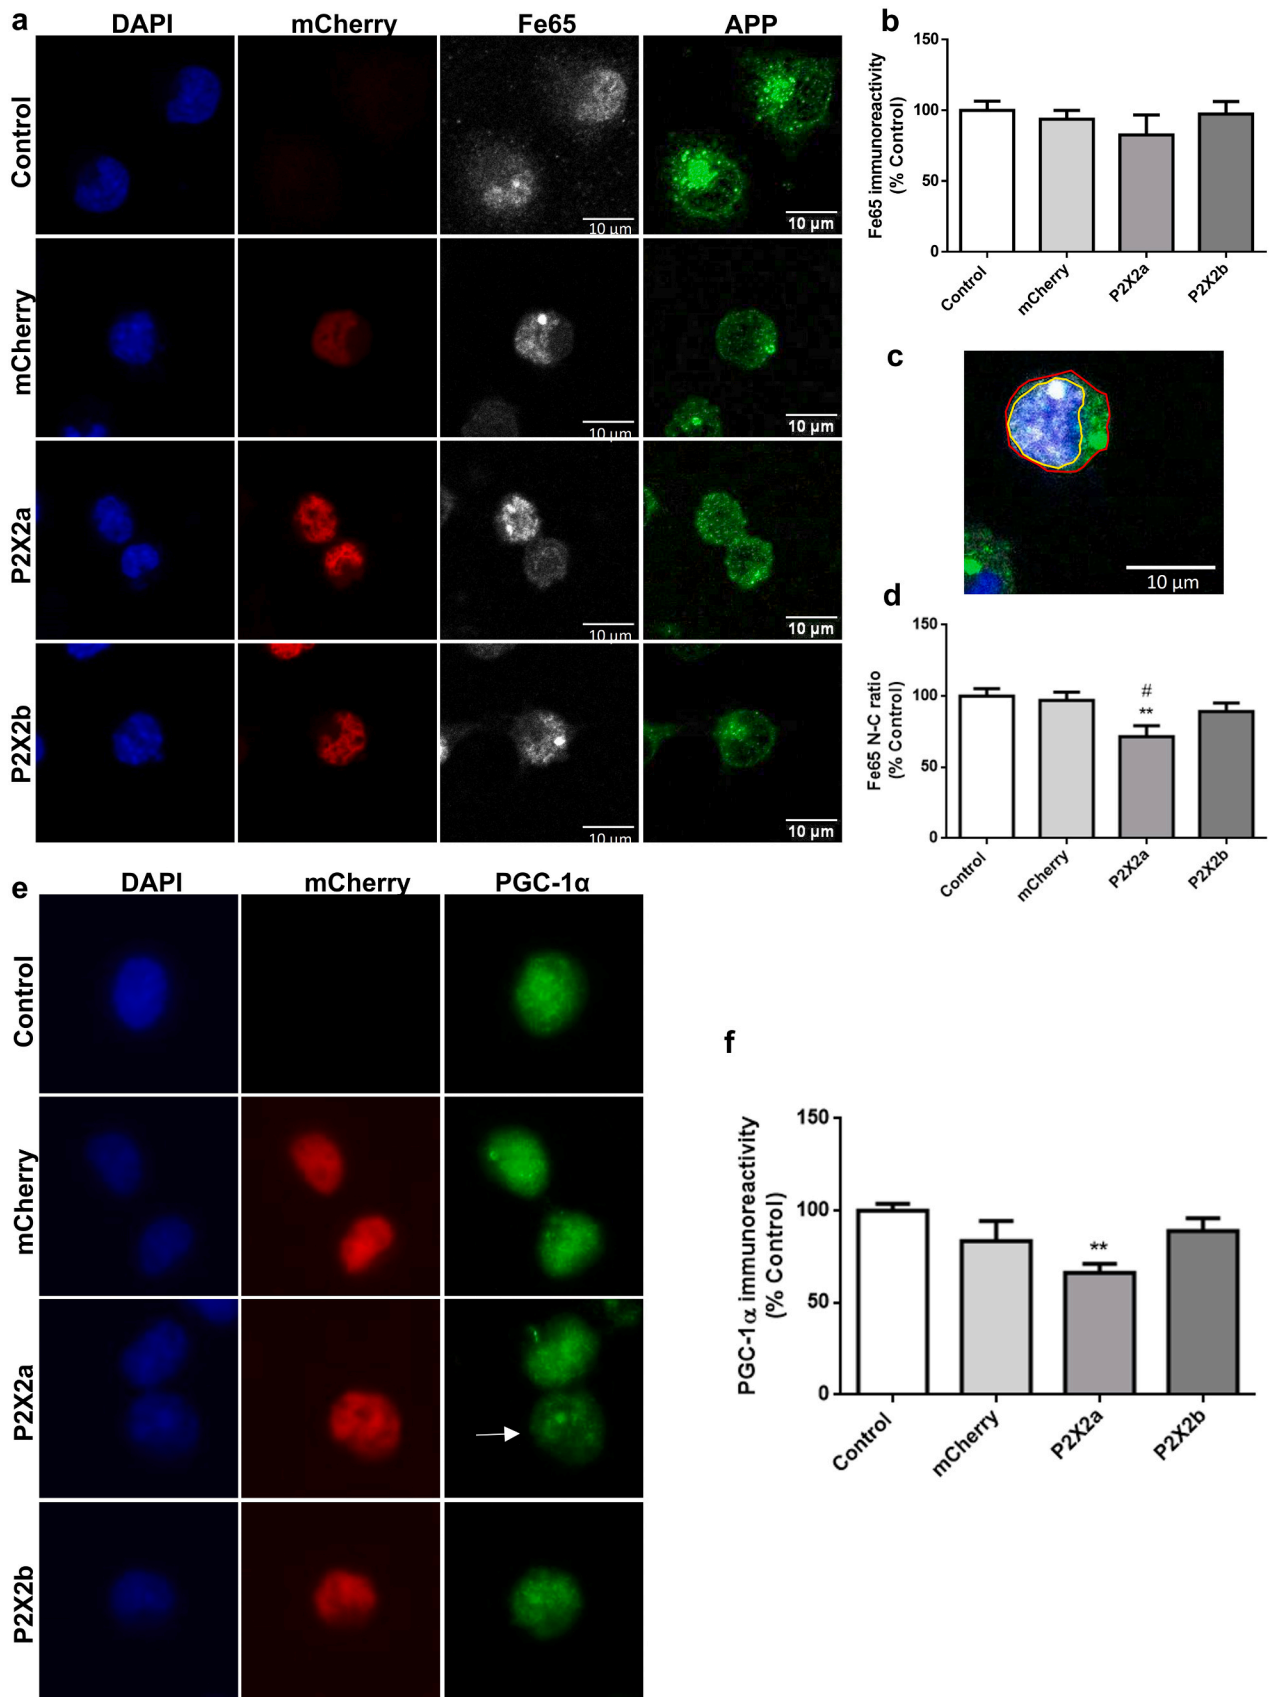 a
DAPI mCherry Fe65 APP
Control
10 µm 10 µm
mCherry
10 µm 10 µm
P2X2a
10 µm 10 µm
P2X2b
10 µm 10 µm
b
Fe65 immunoreactivity
(% Control)
150
100
50
0
Control mCherry P2X2a P2X2b
c
10 µm
d
Fe65 N-C ratio
(% Control)
150
100
50
0
#
**
Control mCherry P2X2a P2X2b
e
DAPI mCherry PGC-1α
Control
mCherry
P2X2a
P2X2b
f
PGC-1α immunoreactivity
(% Control)
150
100
50
0
**
Control mCherry P2X2a P2X2b